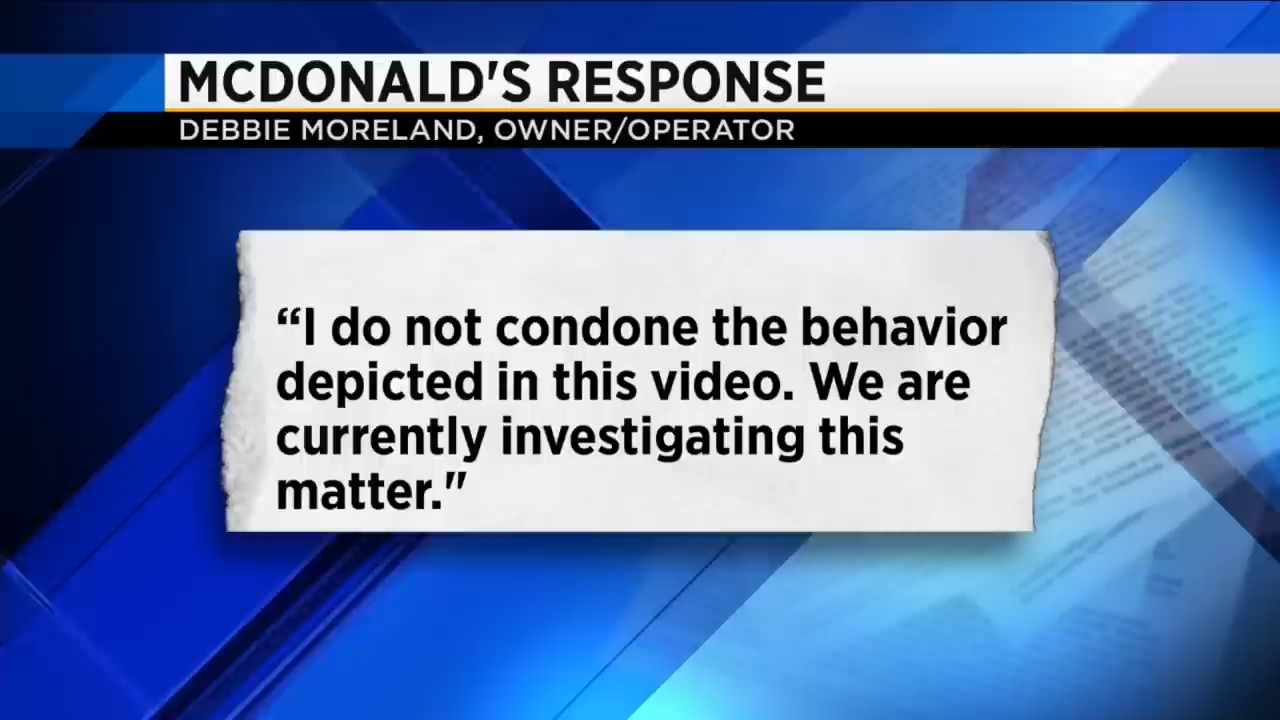 MCDONALD'S RESPONSE
DEBBIE MORELAND, OWNER/OPERATOR
“I do not condone the behavior
depicted in this video. We are
currently investigating this
matter."